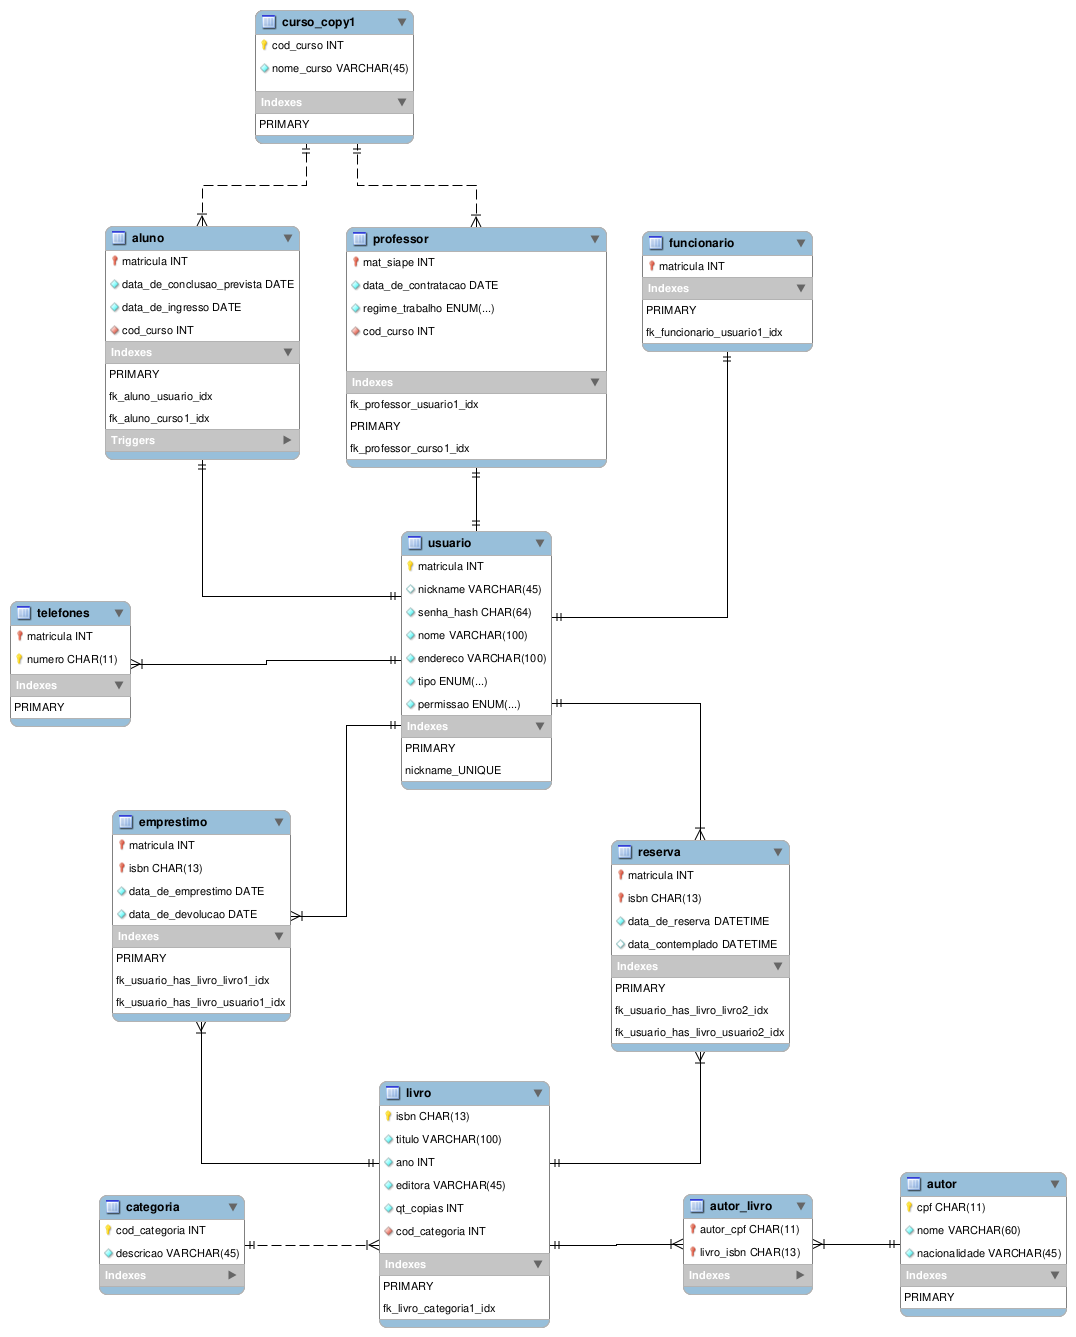 curso_copy1
cod_curso INT
nome_curso VARCHAR(45)
Indexes
PRIMARY
aluno
matricula INT
data_de_conclusao_prevista DATE
data_de_ingresso DATE
cod_curso INT
Indexes
PRIMARY
fk_aluno_usuario_idx
fk_aluno_curso1_idx
Triggers
professor
mat_siape INT
data_de_contratacao DATE
regime_trabalho ENUM(...)
cod_curso INT
Indexes
fk_professor_usuario1_idx
PRIMARY
fk_professor_curso1_idx
funcionario
matricula INT
Indexes
PRIMARY
fk_funcionario_usuario1_idx
usuario
matricula INT
nickname VARCHAR(45)
senha_hash CHAR(64)
nome VARCHAR(100)
endereco VARCHAR(100)
tipo ENUM(...)
permissao ENUM(...)
Indexes
PRIMARY
nickname_UNIQUE
telefones
matricula INT
numero CHAR(11)
Indexes
PRIMARY
emprestimo
matricula INT
isbn CHAR(13)
data_de_emprestimo DATE
data_de_devolucao DATE
Indexes
PRIMARY
fk_usuario_has_livro_livro1_idx
fk_usuario_has_livro_usuario1_idx
reserva
matricula INT
isbn CHAR(13)
data_de_reserva DATETIME
data_contemplado DATETIME
Indexes
PRIMARY
fk_usuario_has_livro_livro2_idx
fk_usuario_has_livro_usuario2_idx
livro
isbn CHAR(13)
titulo VARCHAR(100)
ano INT
editora VARCHAR(45)
qt_copias INT
cod_categoria INT
Indexes
PRIMARY
fk_livro_categoria1_idx
categoria
cod_categoria INT
descricao VARCHAR(45)
Indexes
autor_livro
autor_cpf CHAR(11)
livro_isbn CHAR(13)
Indexes
autor
cpf CHAR(11)
nome VARCHAR(60)
nacionalidade VARCHAR(45)
Indexes
PRIMARY